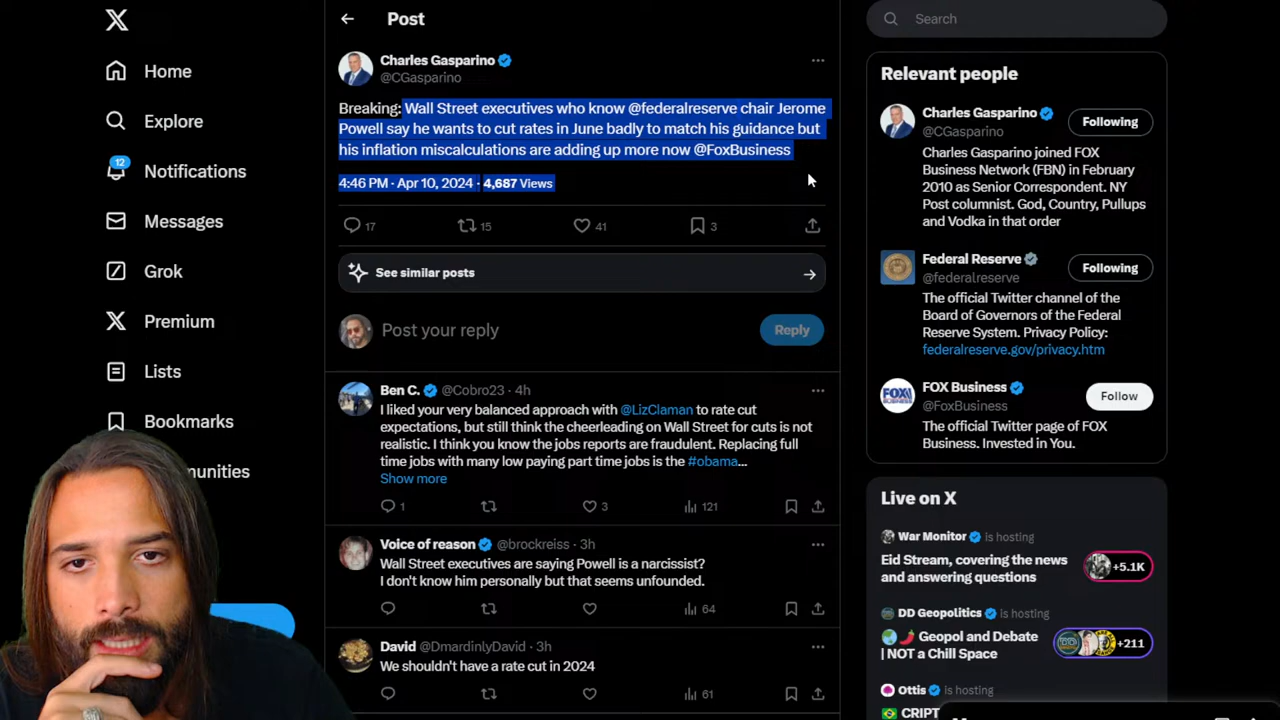 Home
Explore
12
Notifications
Messages
Grok
Premium
Lists
Bookmarks
Post
Charles Gasparino
@CGasparino
Breaking: Wall Street executives who know @federalreserve chair Jerome
Powell say he wants to cut rates in June badly to match his guidance but
his inflation miscalculations are adding up more now @FoxBusiness
4:46 PM · Apr 10, 2024 · 4,687 Views
17 15 41 3
See similar posts
Post your reply
Reply
Ben C. @Cobro23 · 4h
I liked your very balanced approach with @LizClaman to rate cut
expectations, but still think the cheerleading on Wall Street for cuts is not
realistic. I think you know the jobs reports are fraudulent. Replacing full
time jobs with many low paying part time jobs is the #obama...
Show more
1 3 121
Voice of reason @brockreiss · 3h
Wall Street executives are saying Powell is a narcissist?
I don't know him personally but that seems unfounded.
64
David @DmardinlyDavid · 3h
We shouldn't have a rate cut in 2024
61
Search
Relevant people
Charles Gasparino
@CGasparino
Following
Charles Gasparino joined FOX
Business Network (FBN) in February
2010 as Senior Correspondent. NY
Post columnist. God, Country, Pullups
and Vodka in that order
Federal Reserve
@federalreserve
Following
The official Twitter channel of the
Board of Governors of the Federal
Reserve System. Privacy Policy:
federalreserve.gov/privacy.htm
FOX Business
@FoxBusiness
Follow
The official Twitter page of FOX
Business. Invested in You.
Live on X
War Monitor is hosting
Eid Stream, covering the news
and answering questions
+5.1K
DD Geopolitics is hosting
Geopol and Debate
| NOT a Chill Space
+211
Ottis is hosting